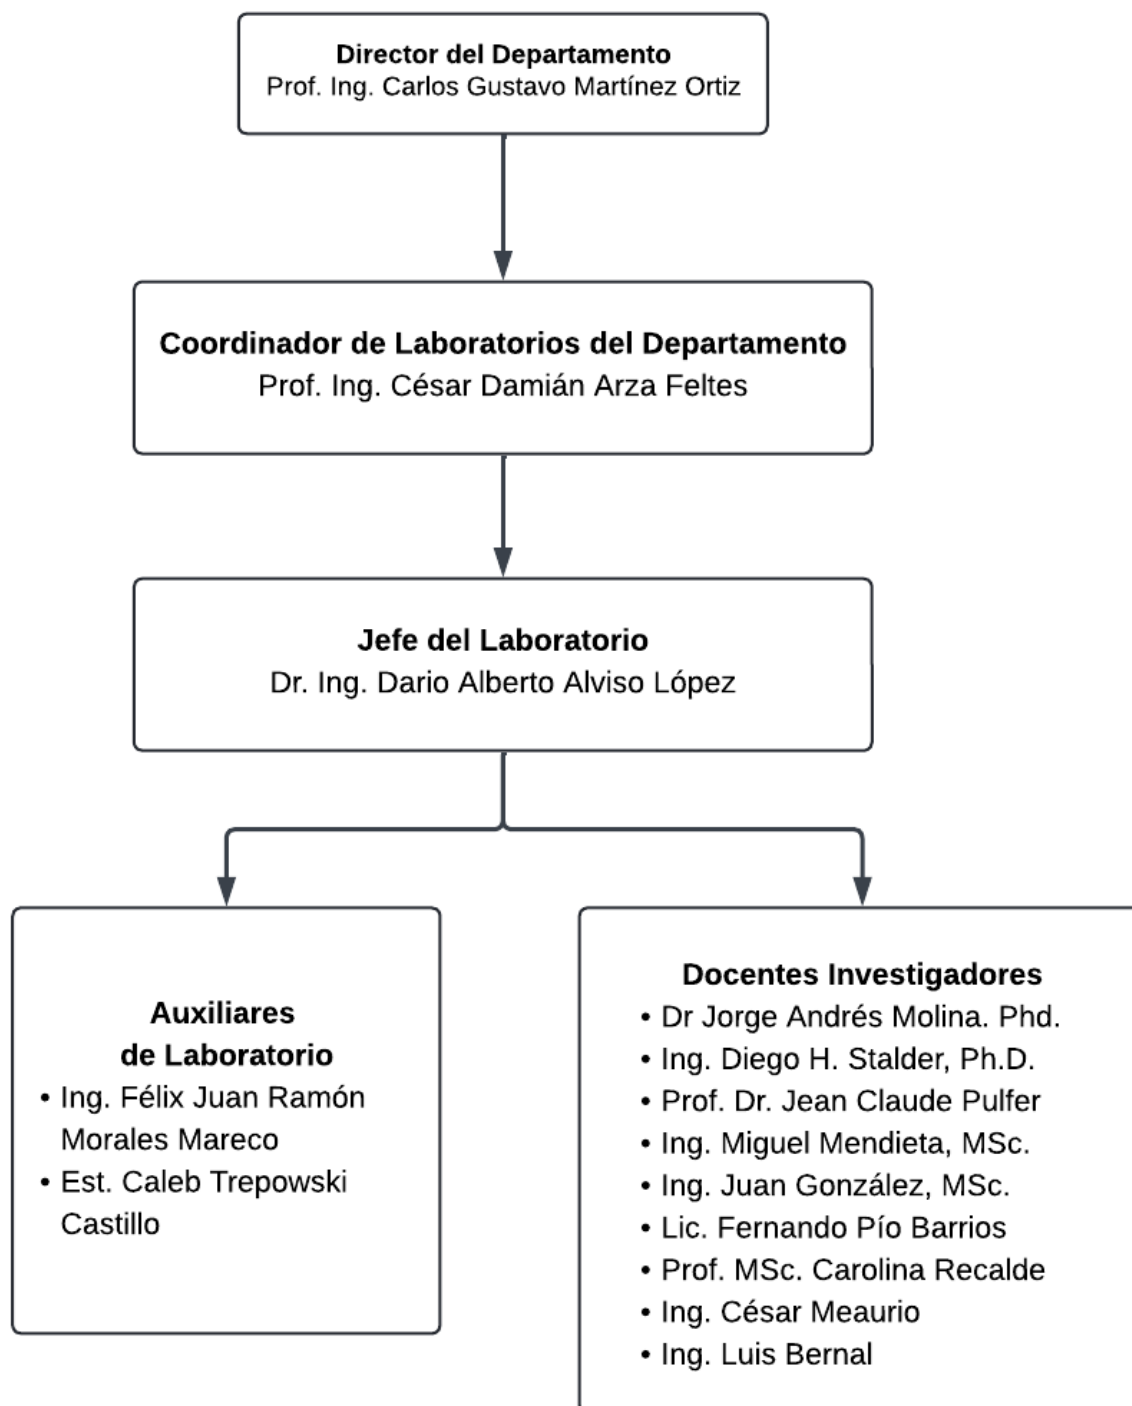 Director del Departamento
Prof. Ing. Carlos Gustavo Martínez Ortiz
Coordinador de Laboratorios del Departamento
Prof. Ing. César Damián Arza Feltes
Jefe del Laboratorio
Dr. Ing. Dario Alberto Alviso López
Auxiliares
de Laboratorio
• Ing. Félix Juan Ramón
Morales Mareco
• Est. Caleb Trepowski
Castillo
Docentes Investigadores
• Dr Jorge Andrés Molina. Phd.
• Ing. Diego H. Stalder, Ph.D.
• Prof. Dr. Jean Claude Pulfer
• Ing. Miguel Mendieta, MSc.
• Ing. Juan González, MSc.
• Lic. Fernando Pío Barrios
• Prof. MSc. Carolina Recalde
• Ing. César Meaurio
• Ing. Luis Bernal